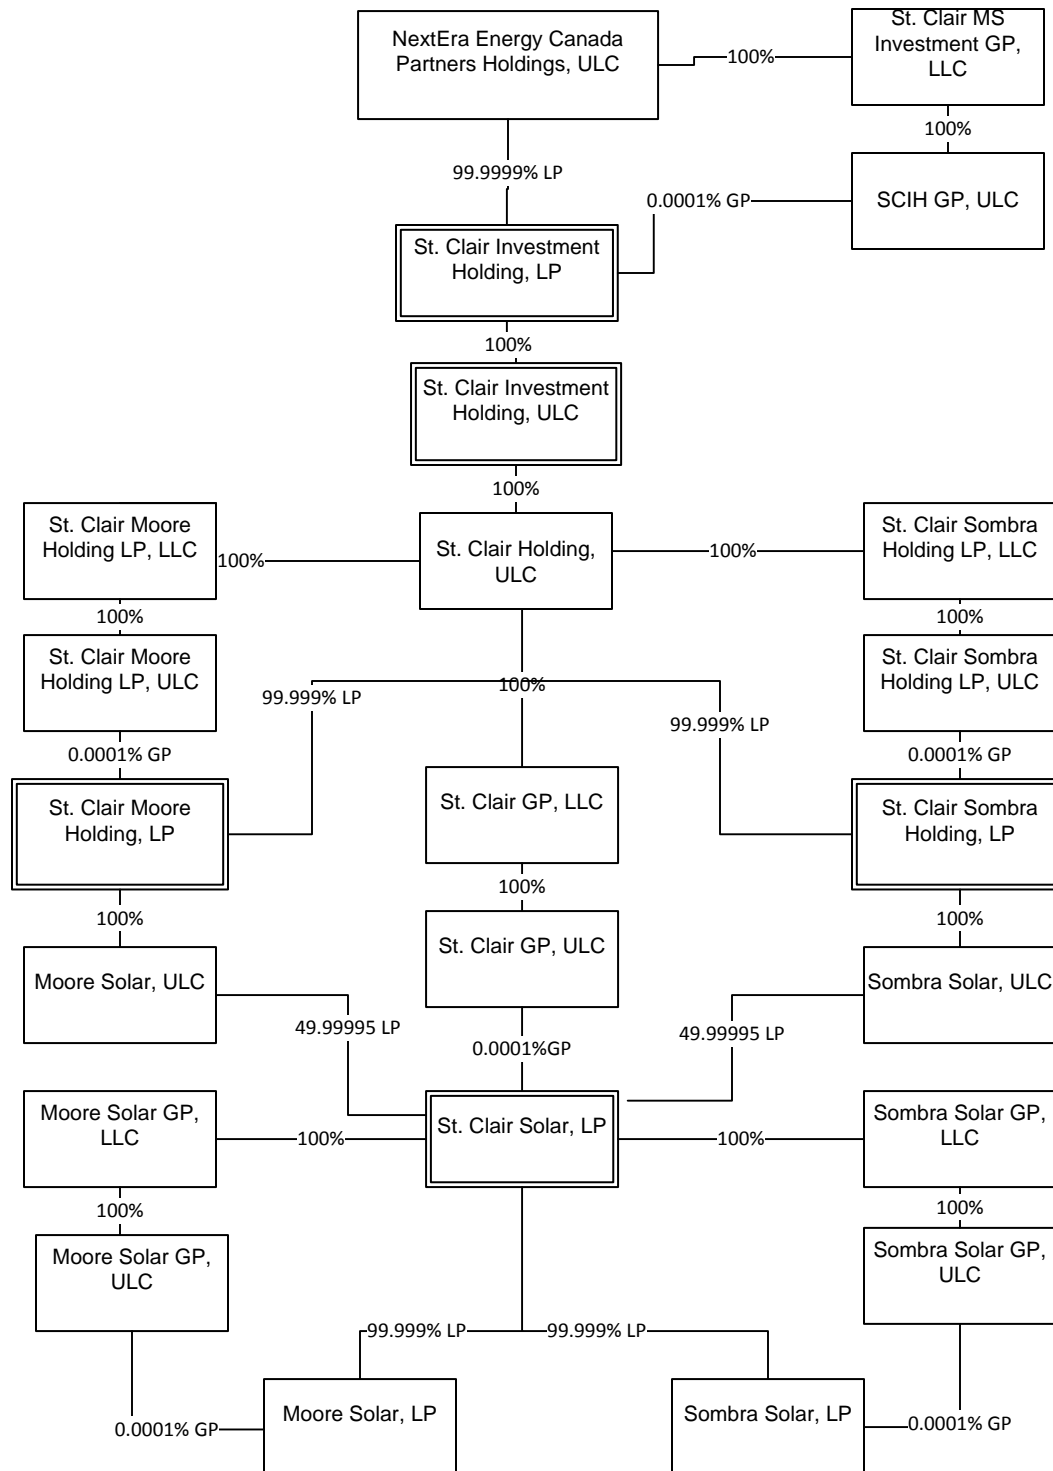 NextEra Energy Canada
Partners Holdings, ULC
St. Clair MS
Investment GP,
LLC
100%
100%
99.9999% LP
0.0001% GP
SCIH GP, ULC
St. Clair Investment
Holding, LP
100%
St. Clair Investment
Holding, ULC
100%
St. Clair Moore
Holding LP, LLC
100%
St. Clair Holding,
ULC
100%
St. Clair Sombra
Holding LP, LLC
100%
100%
St. Clair Moore
Holding LP, ULC
99.999% LP
100%
99.999% LP
St. Clair Sombra
Holding LP, ULC
0.0001% GP
0.0001% GP
St. Clair Moore
Holding, LP
St. Clair GP, LLC
St. Clair Sombra
Holding, LP
100%
100%
100%
Moore Solar, ULC
St. Clair GP, ULC
Sombra Solar, ULC
49.99995 LP
0.0001%GP
49.99995 LP
Moore Solar GP,
LLC
100%
St. Clair Solar, LP
100%
Sombra Solar GP,
LLC
100%
100%
Moore Solar GP,
ULC
Sombra Solar GP,
ULC
99.999% LP
99.999% LP
0.0001% GP
Moore Solar, LP
Sombra Solar, LP
0.0001% GP